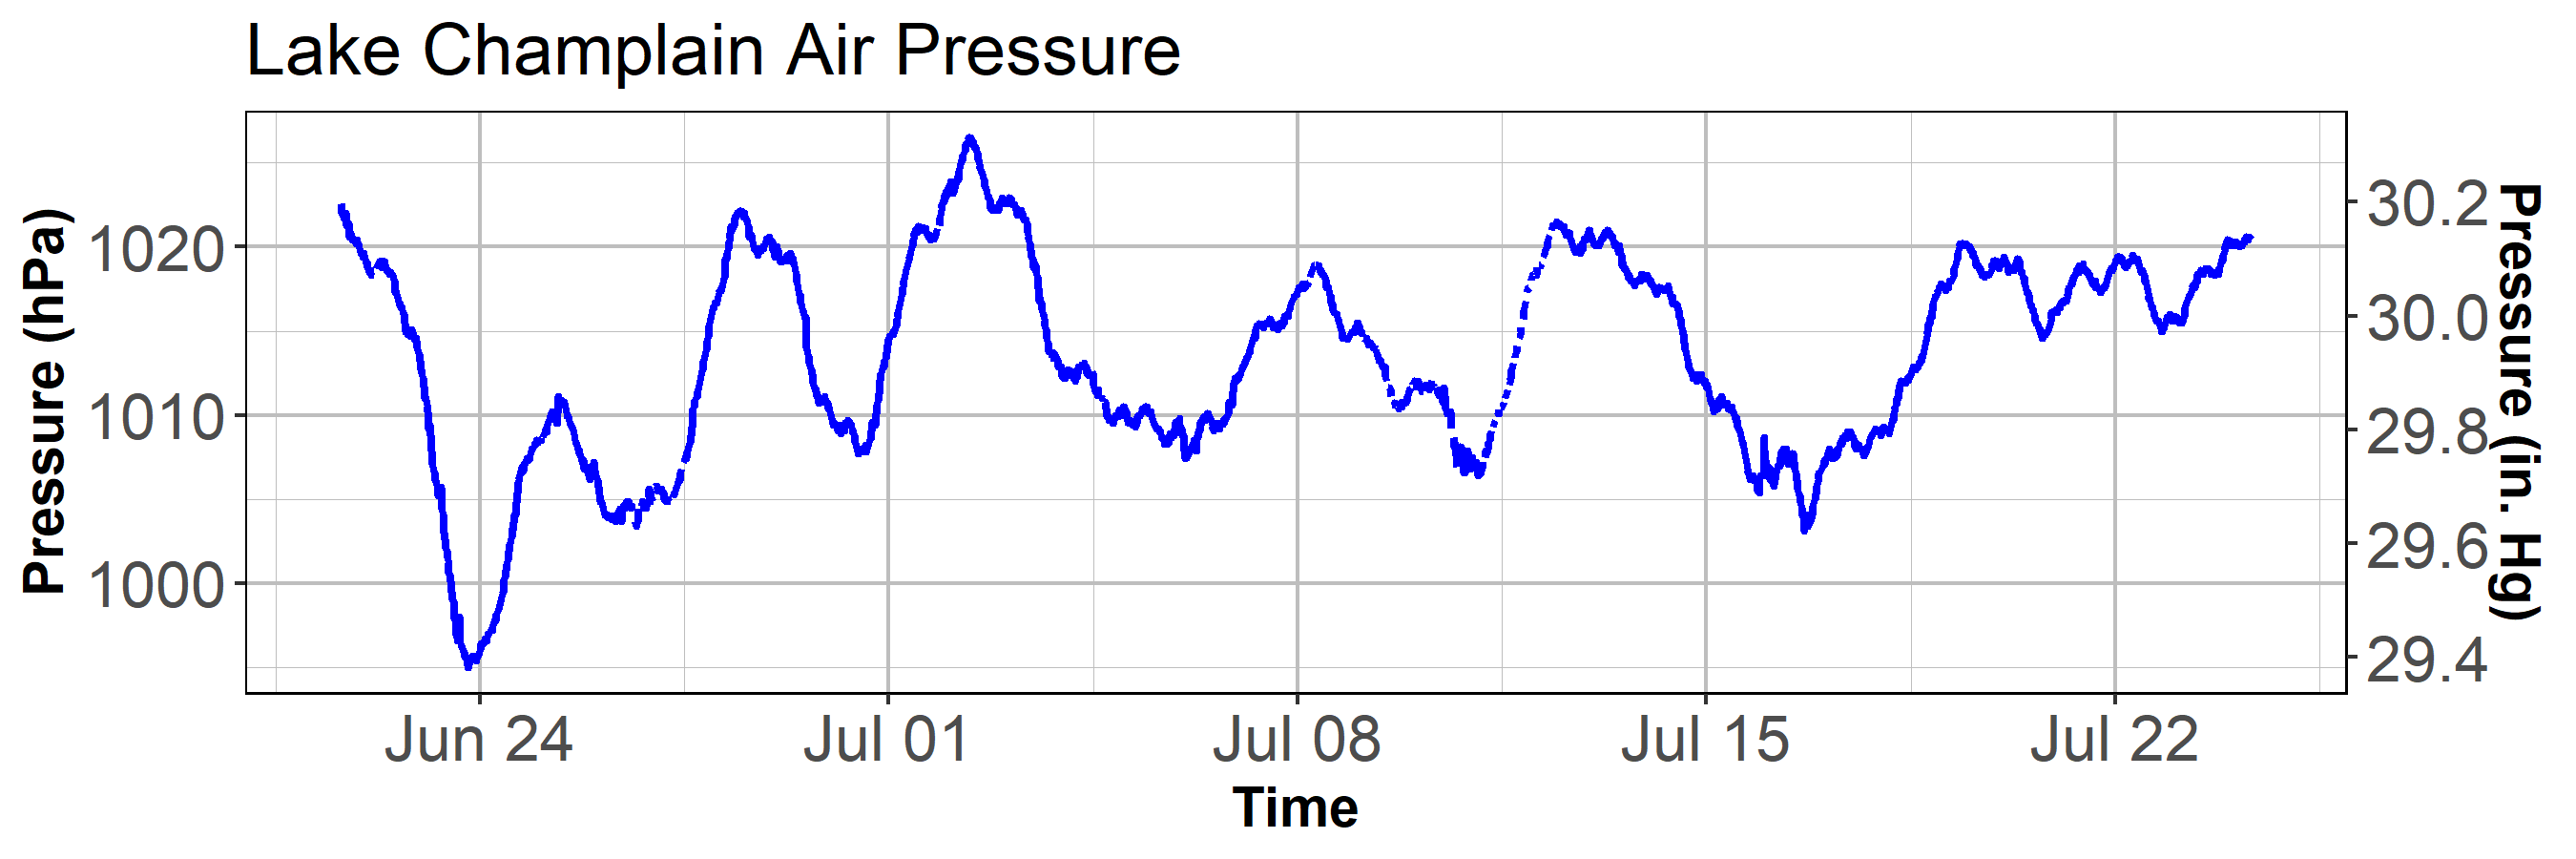 Lake Champlain Air Pressure
Pressure (hPa)
1020
1010
1000
30.2
30.0
29.8
29.6
29.4
Pressure (in. Hg)
Jun 24
Jul 01
Jul 08
Jul 15
Jul 22
Time